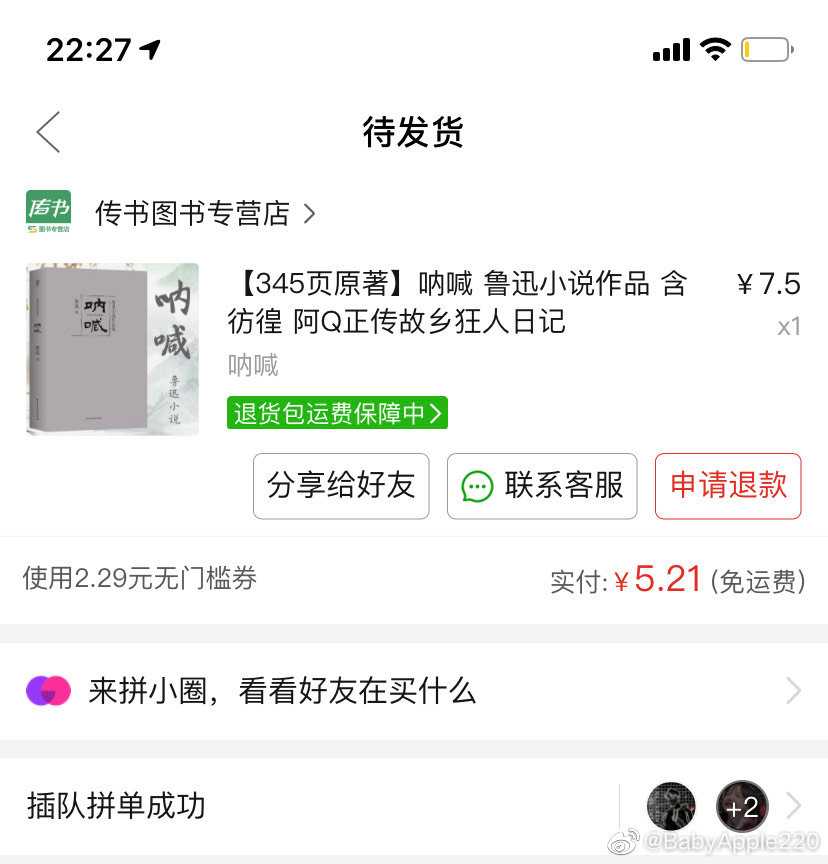 22:27
待发货
传书
图书专营店
传书图书专营店
【345页原著】呐喊 鲁迅小说作品 含
¥7.5
彷徨 阿Q正传故乡狂人日记
x1
呐喊
呐喊
呐喊
鲁迅小说
退货包运费保障中
分享给好友
联系客服
申请退款
使用2.29元无门槛券
实付:¥5.21(免运费)
来拼小圈，看看好友在买什么
插队拼单成功
+2
@BabyApple220